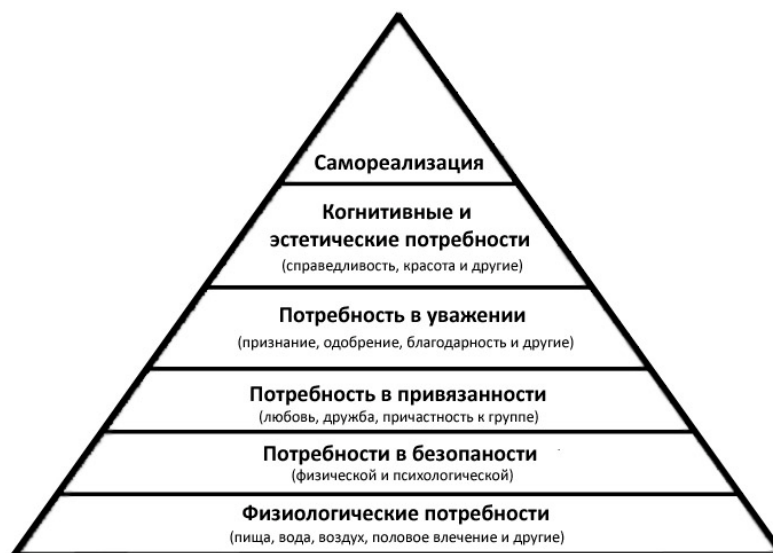 Самореализация
Когнитивные и
эстетические потребности
(справедливость, красота и другие)
Потребность в уважении
(признание, одобрение, благодарность и другие)
Потребность в привязанности
(любовь, дружба, причастность к группе)
Потребности в безопаности
(физической и психологической)
Физиологические потребности
(пища, вода, воздух, половое влечение и другие)